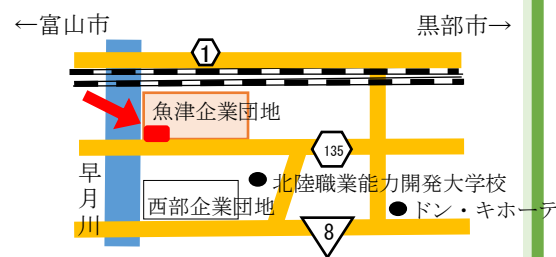 ←富山市
黒部市→
1
魚津企業団地
135
早月川
北陸職業能力開発大学校
西部企業団地
ドン・キホーテ
8